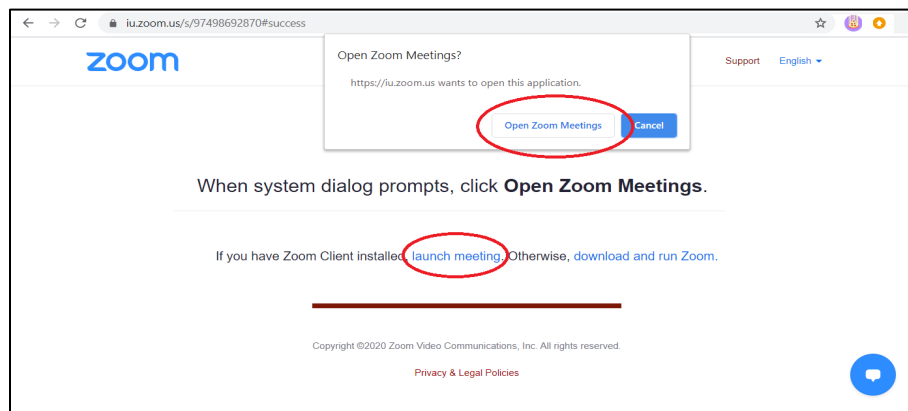 iu.zoom.us/s/97498692870#success
zoom
Open Zoom Meetings?
https://iu.zoom.us wants to open this application.
Open Zoom Meetings
Cancel
Support
English
When system dialog prompts, click Open Zoom Meetings.
If you have Zoom Client installed, launch meeting. Otherwise, download and run Zoom.
Copyright ©2020 Zoom Video Communications, Inc. All rights reserved.
Privacy & Legal Policies